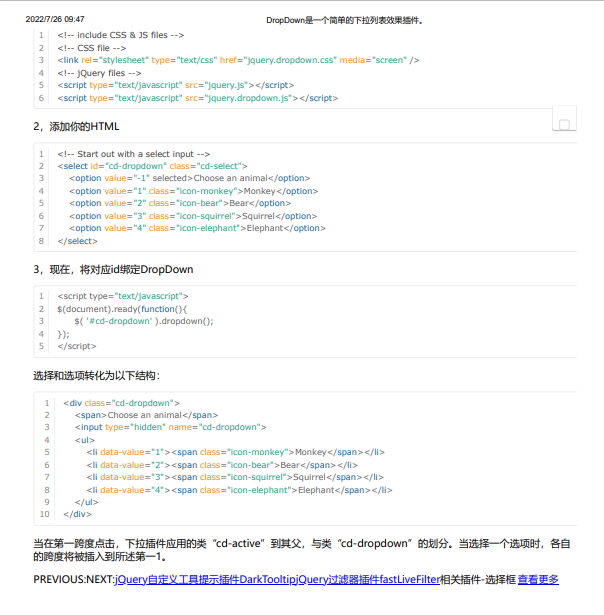 2022/7/26 09:47 DropDown是一个简单的下拉列表效果插件。
1 <!-- include CSS & JS files -->
2 <!-- CSS file -->
3 <link rel="stylesheet" type="text/css" href="jquery.dropdown.css" media="screen" />
4 <!-- jQuery files -->
5 <script type="text/javascript" src="jquery.js"></script>
6 <script type="text/javascript" src="jquery.dropdown.js"></script>
2，添加你的HTML
1 <!-- Start out with a select input -->
2 <select id="cd-dropdown" class="cd-select">
3 <option value="-1" selected>Choose an animal</option>
4 <option value="1" class="icon-monkey">Monkey</option>
5 <option value="2" class="icon-bear">Bear</option>
6 <option value="3" class="icon-squirrel">Squirrel</option>
7 <option value="4" class="icon-elephant">Elephant</option>
8 </select>
3，现在，将对应id绑定DropDown
1 <script type="text/javascript">
2 $(document).ready(function(){
3 $( '#cd-dropdown' ).dropdown();
4 });
5 </script>
选择和选项转化为以下结构：
1 <div class="cd-dropdown">
2 <span>Choose an animal</span>
3 <input type="hidden" name="cd-dropdown">
4 <ul>
5 <li data-value="1"><span class="icon-monkey">Monkey</span></li>
6 <li data-value="2"><span class="icon-bear">Bear</span></li>
7 <li data-value="3"><span class="icon-squirrel">Squirrel</span></li>
8 <li data-value="4"><span class="icon-elephant">Elephant</span></li>
9 </ul>
10 </div>
当在第一跨度点击，下拉插件应用的类“cd-active”到其父，与类“cd-dropdown”的划分。当选择一个选项时，各自
的跨度将被插入到所述第一1。
PREVIOUS:NEXT:jQuery自定义工具提示插件DarkTooltipjQuery过滤器插件fastLiveFilter相关插件-选择框 查看更多